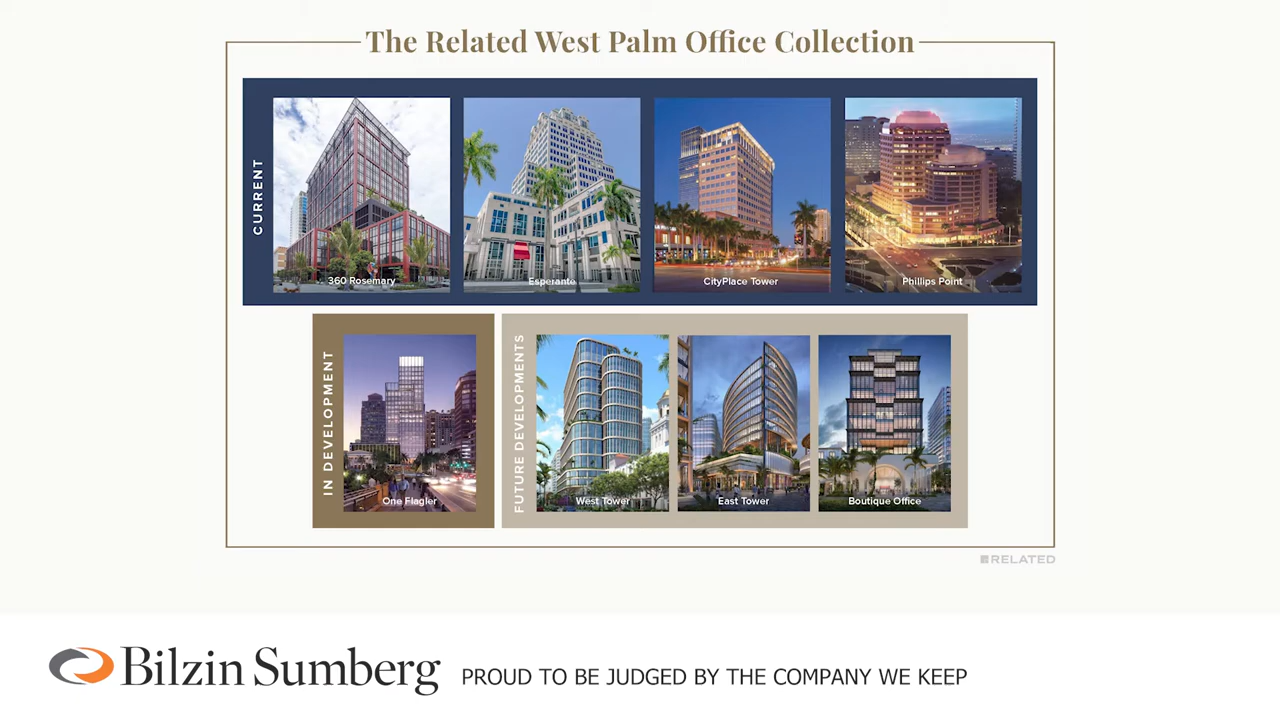 The Related West Palm Office Collection
CURRENT
360 Rosemary
Esperante
CityPlace Tower
Phillips Point
IN DEVELOPMENT
One Flagler
FUTURE DEVELOPMENTS
West Tower
East Tower
Boutique Office
RELATED
Bilzin Sumberg
PROUD TO BE JUDGED BY THE COMPANY WE KEEP